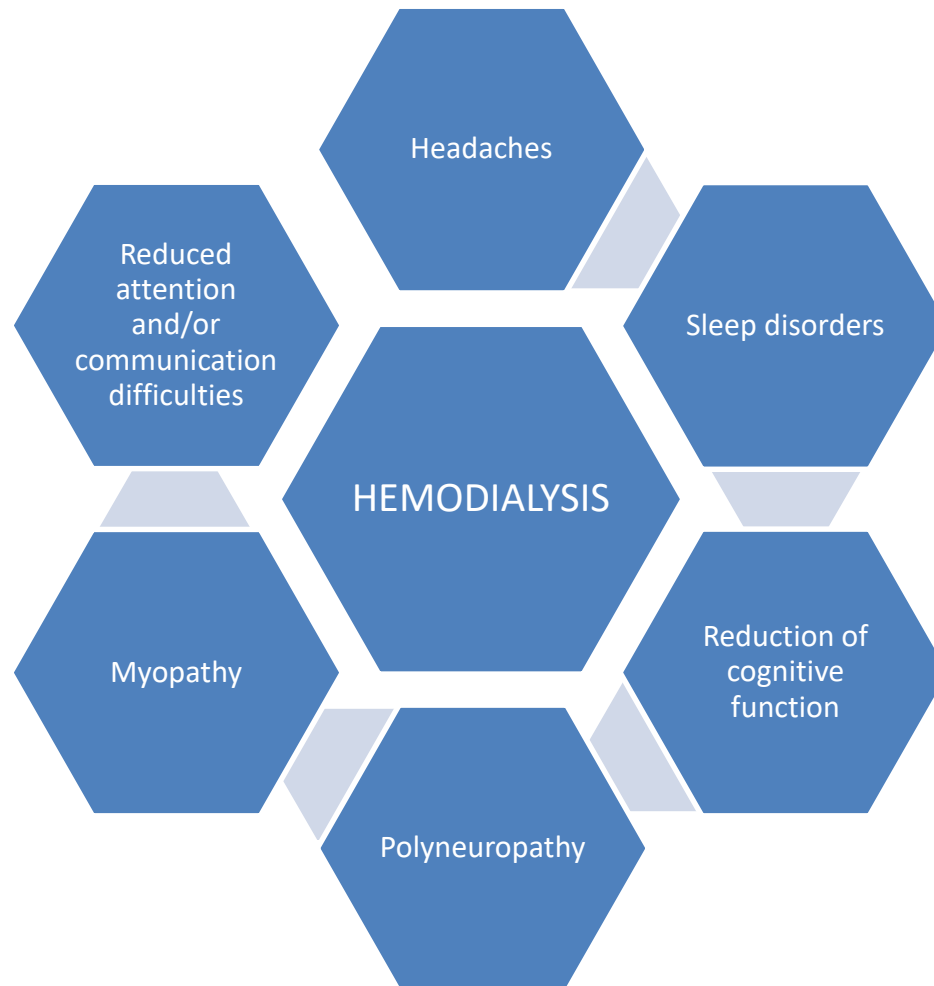 Headaches
Reduced
attention
and/or
communication
difficulties
Sleep disorders
HEMODIALYSIS
Myopathy
Reduction of
cognitive
function
Polyneuropathy